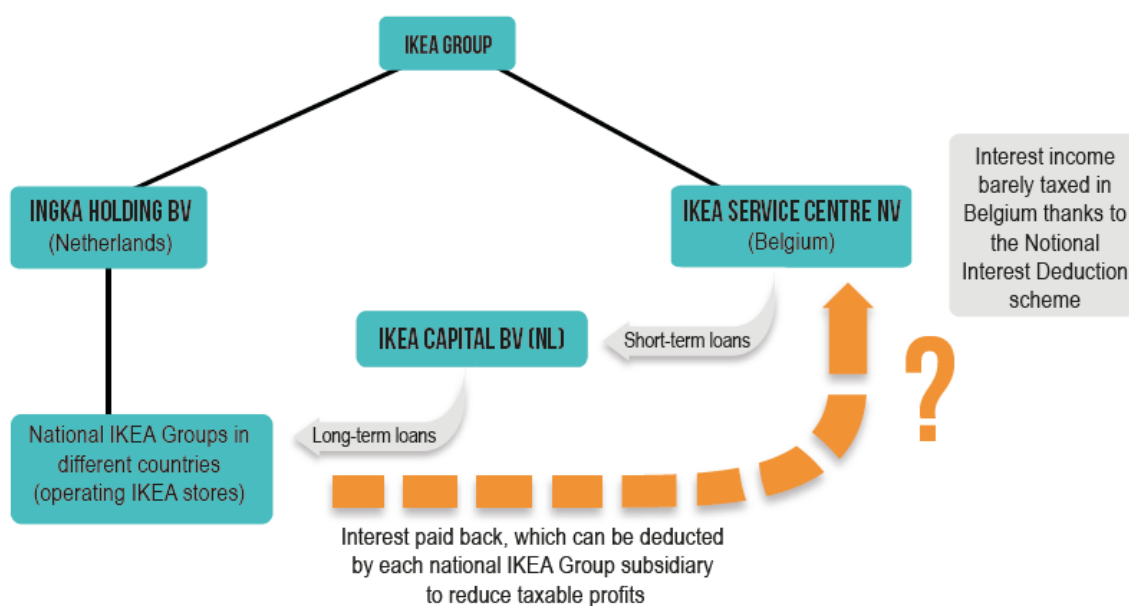 IKEA GROUP
INGKA HOLDING BV
(Netherlands)
IKEA SERVICE CENTRE NV
(Belgium)
Interest income
barely taxed in
Belgium thanks to
the Notional
Interest Deduction
scheme
IKEA CAPITAL BV (NL)
Short-term loans
?
National IKEA Groups in
different countries
(operating IKEA stores)
Long-term loans
Interest paid back, which can be deducted
by each national IKEA Group subsidiary
to reduce taxable profits